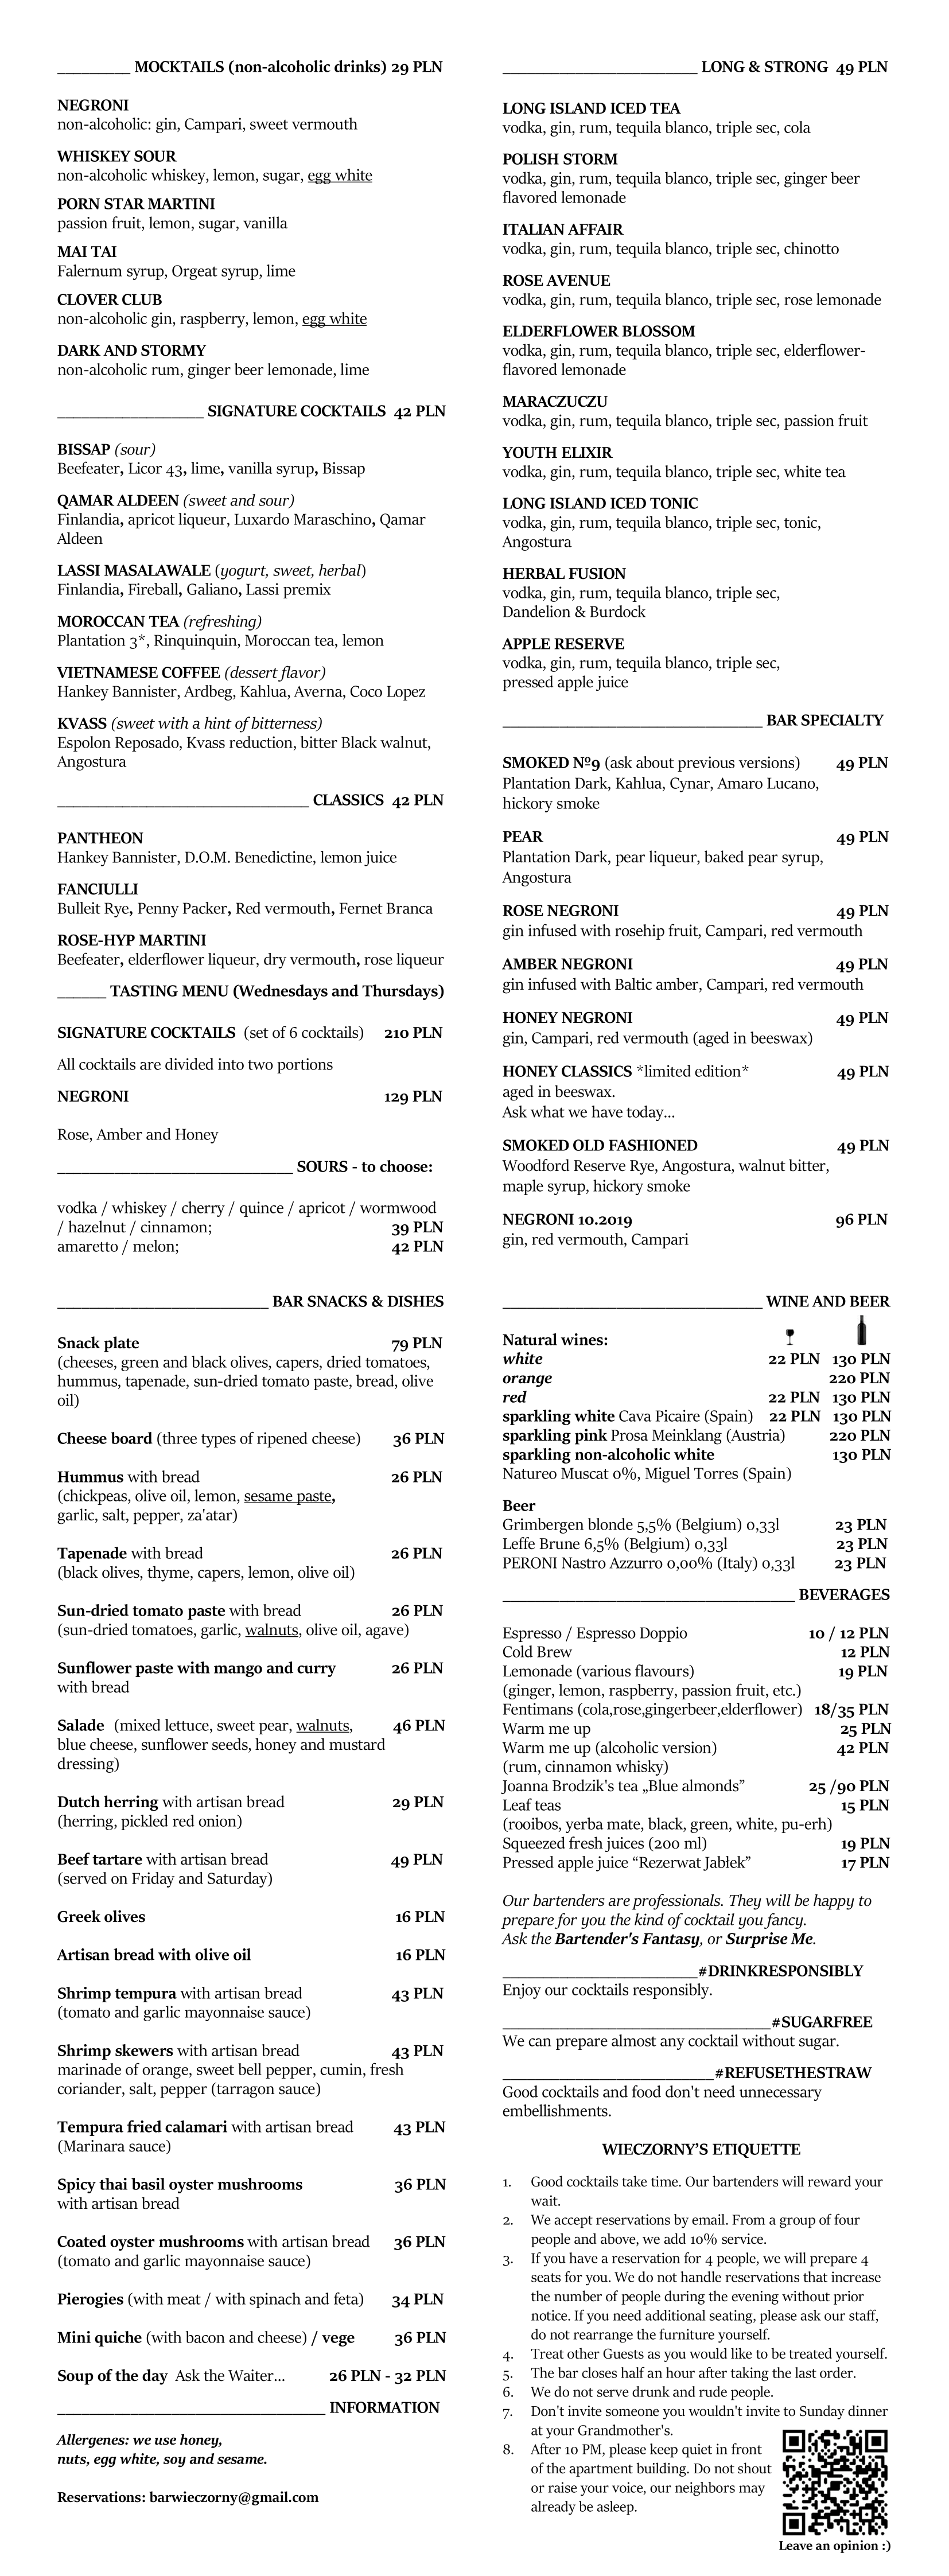 MOCKTAILS (non-alcoholic drinks) 29 PLN
NEGRONI
non-alcoholic: gin, Campari, sweet vermouth
WHISKEY SOUR
non-alcoholic whiskey, lemon, sugar, egg white
PORN STAR MARTINI
passion fruit, lemon, sugar, vanilla
MAI TAI
Falernum syrup, Orgeat syrup, lime
CLOVER CLUB
non-alcoholic gin, raspberry, lemon, egg white
DARK AND STORMY
non-alcoholic rum, ginger beer lemonade, lime
SIGNATURE COCKTAILS 42 PLN
BISSAP (sour)
Beefeater, Licor 43, lime, vanilla syrup, Bissap
QAMAR ALDEEN (sweet and sour)
Finlandia, apricot liqueur, Luxardo Maraschino, Qamar
Aldeen
LASSI MASALAWALE (yogurt, sweet, herbal)
Finlandia, Fireball, Galiano, Lassi premix
MOROCCAN TEA (refreshing)
Plantation 3*, Rinquinquin, Moroccan tea, lemon
VIETNAMESE COFFEE (dessert flavor)
Hankey Bannister, Ardbeg, Kahlua, Averna, Coco Lopez
KVASS (sweet with a hint of bitterness)
Espolon Reposado, Kvass reduction, bitter Black walnut,
Angostura
CLASSICS 42 PLN
PANTHEON
Hankey Bannister, D.O.M. Benedictine, lemon juice
FANCIULLI
Bulleit Rye, Penny Packer, Red vermouth, Fernet Branca
ROSE-HYP MARTINI
Beefeater, elderflower liqueur, dry vermouth, rose liqueur
TASTING MENU (Wednesdays and Thursdays)
SIGNATURE COCKTAILS (set of 6 cocktails) 210 PLN
All cocktails are divided into two portions
NEGRONI 129 PLN
Rose, Amber and Honey
SOURS - to choose:
vodka / whiskey / cherry / quince / apricot / wormwood
/ hazelnut / cinnamon; 39 PLN
amaretto / melon; 42 PLN
LONG & STRONG 49 PLN
LONG ISLAND ICED TEA
vodka, gin, rum, tequila blanco, triple sec, cola
POLISH STORM
vodka, gin, rum, tequila blanco, triple sec, ginger beer
flavored lemonade
ITALIAN AFFAIR
vodka, gin, rum, tequila blanco, triple sec, chinotto
ROSE AVENUE
vodka, gin, rum, tequila blanco, triple sec, rose lemonade
ELDERFLOWER BLOSSOM
vodka, gin, rum, tequila blanco, triple sec, elderflower-
flavored lemonade
MARACZUCZU
vodka, gin, rum, tequila blanco, triple sec, passion fruit
YOUTH ELIXIR
vodka, gin, rum, tequila blanco, triple sec, white tea
LONG ISLAND ICED TONIC
vodka, gin, rum, tequila blanco, triple sec, tonic,
Angostura
HERBAL FUSION
vodka, gin, rum, tequila blanco, triple sec,
Dandelion & Burdock
APPLE RESERVE
vodka, gin, rum, tequila blanco, triple sec,
pressed apple juice
BAR SPECIALTY
SMOKED Nº9 (ask about previous versions) 49 PLN
Plantation Dark, Kahlua, Cynar, Amaro Lucano,
hickory smoke
PEAR 49 PLN
Plantation Dark, pear liqueur, baked pear syrup,
Angostura
ROSE NEGRONI 49 PLN
gin infused with rosehip fruit, Campari, red vermouth
AMBER NEGRONI 49 PLN
gin infused with Baltic amber, Campari, red vermouth
HONEY NEGRONI 49 PLN
gin, Campari, red vermouth (aged in beeswax)
HONEY CLASSICS *limited edition* 49 PLN
aged in beeswax.
Ask what we have today...
SMOKED OLD FASHIONED 49 PLN
Woodford Reserve Rye, Angostura, walnut bitter,
maple syrup, hickory smoke
NEGRONI 10.2019 96 PLN
gin, red vermouth, Campari
BAR SNACKS & DISHES
Snack plate 79 PLN
(cheeses, green and black olives, capers, dried tomatoes,
hummus, tapenade, sun-dried tomato paste, bread, olive
oil)
Cheese board (three types of ripened cheese) 36 PLN
Hummus with bread 26 PLN
(chickpeas, olive oil, lemon, sesame paste,
garlic, salt, pepper, za'atar)
Tapenade with bread 26 PLN
(black olives, thyme, capers, lemon, olive oil)
Sun-dried tomato paste with bread 26 PLN
(sun-dried tomatoes, garlic, walnuts, olive oil, agave)
Sunflower paste with mango and curry 26 PLN
with bread
Salade (mixed lettuce, sweet pear, walnuts, 46 PLN
blue cheese, sunflower seeds, honey and mustard
dressing)
Dutch herring with artisan bread 29 PLN
(herring, pickled red onion)
Beef tartare with artisan bread 49 PLN
(served on Friday and Saturday)
Greek olives 16 PLN
Artisan bread with olive oil 16 PLN
Shrimp tempura with artisan bread 43 PLN
(tomato and garlic mayonnaise sauce)
Shrimp skewers with artisan bread 43 PLN
marinade of orange, sweet bell pepper, cumin, fresh
coriander, salt, pepper (tarragon sauce)
Tempura fried calamari with artisan bread 43 PLN
(Marinara sauce)
Spicy thai basil oyster mushrooms 36 PLN
with artisan bread
Coated oyster mushrooms with artisan bread 36 PLN
(tomato and garlic mayonnaise sauce)
Pierogies (with meat / with spinach and feta) 34 PLN
Mini quiche (with bacon and cheese) / vege 36 PLN
Soup of the day Ask the Waiter... 26 PLN - 32 PLN
INFORMATION
Allergenes: we use honey,
nuts, egg white, soy and sesame.
Reservations: barwieczorny@gmail.com
WINE AND BEER
Natural wines:
white 22 PLN 130 PLN
orange 220 PLN
red 22 PLN 130 PLN
sparkling white Cava Picaire (Spain) 22 PLN 130 PLN
sparkling pink Prosa Meinklang (Austria) 220 PLN
sparkling non-alcoholic white 130 PLN
Natureo Muscat 0%, Miguel Torres (Spain)
Beer
Grimbergen blonde 5,5% (Belgium) 0,33l 23 PLN
Leffe Brune 6,5% (Belgium) 0,33l 23 PLN
PERONI Nastro Azzurro 0,00% (Italy) 0,33l 23 PLN
BEVERAGES
Espresso / Espresso Doppio 10 / 12 PLN
Cold Brew 12 PLN
Lemonade (various flavours) 19 PLN
(ginger, lemon, raspberry, passion fruit, etc.)
Fentimans (cola,rose,gingerbeer,elderflower) 18/35 PLN
Warm me up 25 PLN
Warm me up (alcoholic version) 42 PLN
(rum, cinnamon whisky)
Joanna Brodzik's tea „Blue almonds” 25 /90 PLN
Leaf teas 15 PLN
(rooibos, yerba mate, black, green, white, pu-erh)
Squeezed fresh juices (200 ml) 19 PLN
Pressed apple juice “Rezerwat Jabłek” 17 PLN
Our bartenders are professionals. They will be happy to
prepare for you the kind of cocktail you fancy.
Ask the Bartender's Fantasy, or Surprise Me.
#DRINKRESPONSIBLY
Enjoy our cocktails responsibly.
#SUGARFREE
We can prepare almost any cocktail without sugar.
#REFUSETHESTRAW
Good cocktails and food don't need unnecessary
embellishments.
WIECZORNY’S ETIQUETTE
1. Good cocktails take time. Our bartenders will reward your
wait.
2. We accept reservations by email. From a group of four
people and above, we add 10% service.
3. If you have a reservation for 4 people, we will prepare 4
seats for you. We do not handle reservations that increase
the number of people during the evening without prior
notice. If you need additional seating, please ask our staff,
do not rearrange the furniture yourself.
4. Treat other Guests as you would like to be treated yourself.
5. The bar closes half an hour after taking the last order.
6. We do not serve drunk and rude people.
7. Don't invite someone you wouldn't invite to Sunday dinner
at your Grandmother's.
8. After 10 PM, please keep quiet in front
of the apartment building. Do not shout
or raise your voice, our neighbors may
already be asleep.
Leave an opinion :)